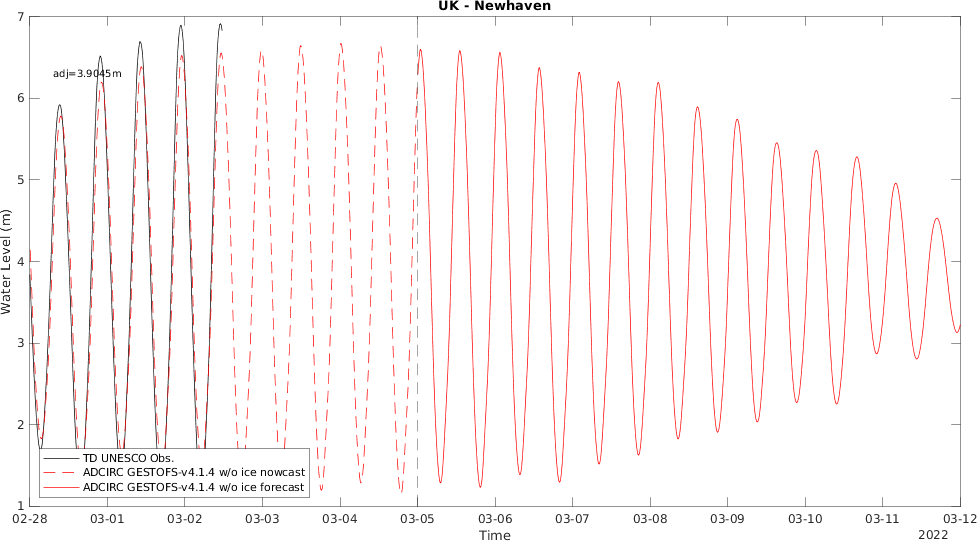 UK - Newhaven
7
6
5
4
3
2
1
Water Level (m)
adj=3.9045m
TD UNESCO Obs.
ADCIRC GESTOFS-v4.1.4 w/o ice nowcast
ADCIRC GESTOFS-v4.1.4 w/o ice forecast
02-28 03-01 03-02 03-03 03-04 03-05 03-06 03-07 03-08 03-09 03-10 03-11 03-12
Time
2022